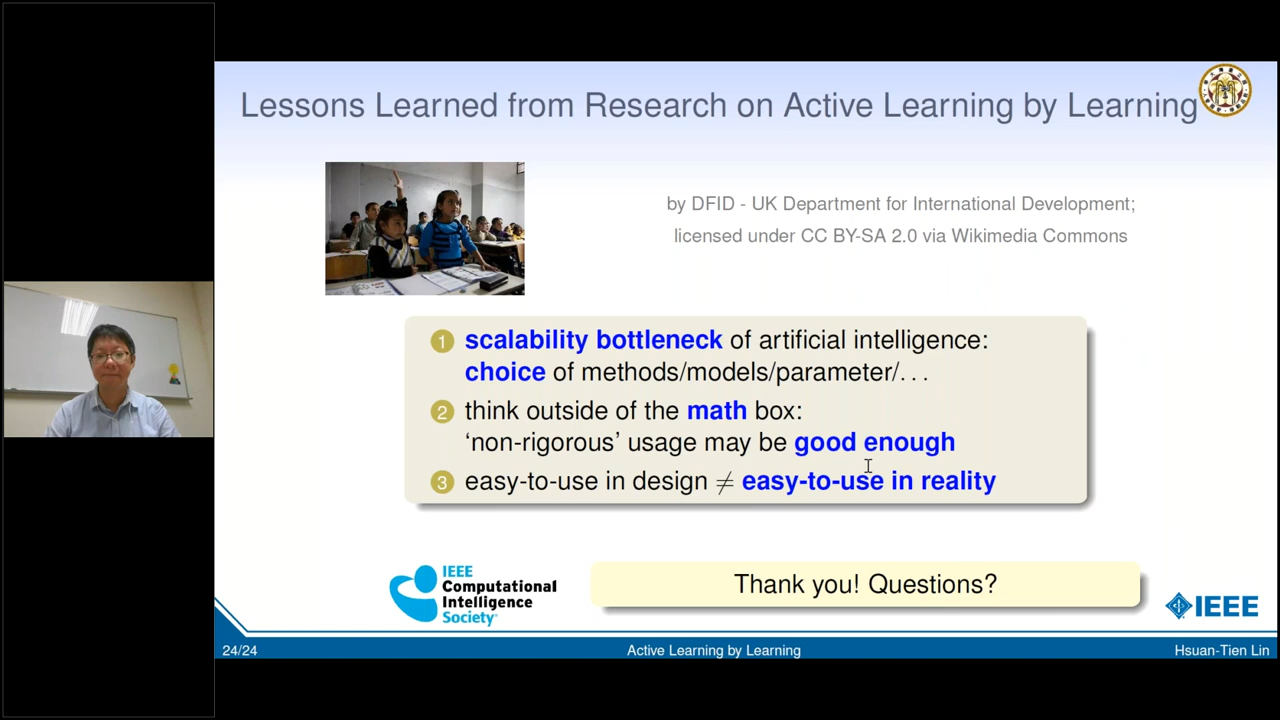 Lessons Learned from Research on Active Learning by Learning
by DFID - UK Department for International Development;
licensed under CC BY-SA 2.0 via Wikimedia Commons
1 scalability bottleneck of artificial intelligence:
choice of methods/models/parameter/. . .
2 think outside of the math box:
‘non-rigorous’ usage may be good enough
3 easy-to-use in design ≠ easy-to-use in reality
IEEE
Computational
Intelligence
Society
Thank you! Questions?
IEEE
24/24
Active Learning by Learning
Hsuan-Tien Lin